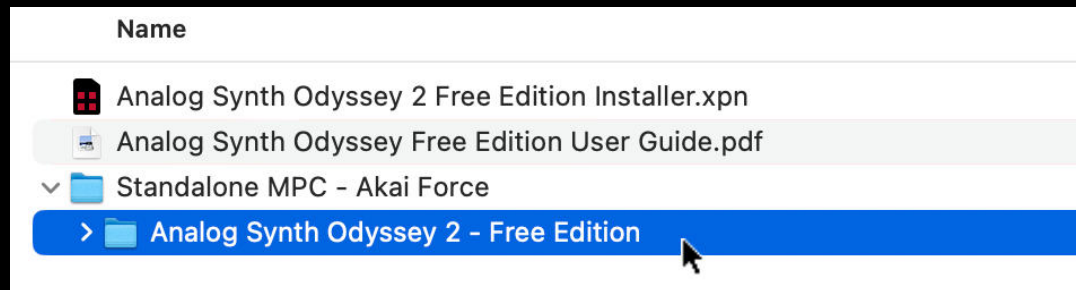 Name
Analog Synth Odyssey 2 Free Edition Installer.xpn
Analog Synth Odyssey Free Edition User Guide.pdf
Standalone MPC - Akai Force
Analog Synth Odyssey 2 - Free Edition